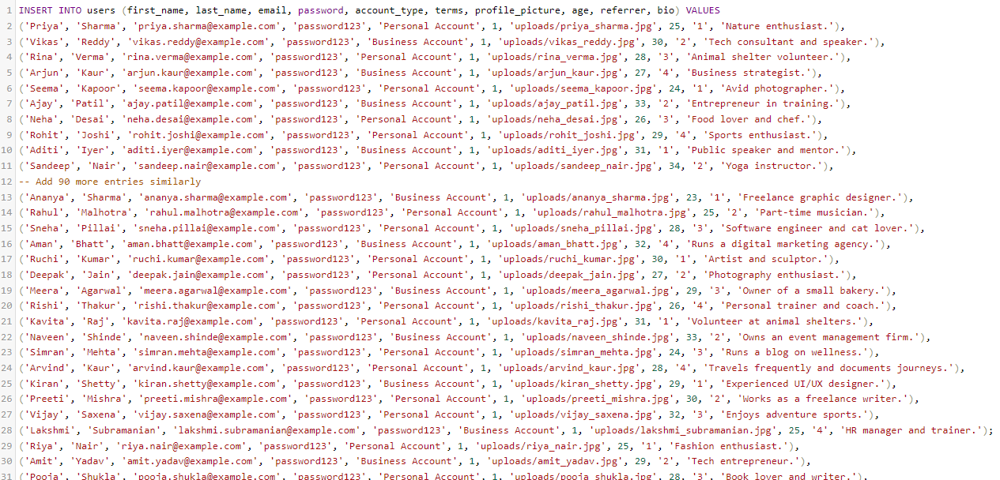 1 INSERT INTO users (first_name, last_name, email, password, account_type, terms, profile_picture, age, referrer, bio) VALUES
2 ('Priya', 'Sharma', 'priya.sharma@example.com', 'password123', 'Personal Account', 1, 'uploads/priya_sharma.jpg', 25, '1', 'Nature enthusiast.'),
3 ('Vikas', 'Reddy', 'vikas.reddy@example.com', 'password123', 'Business Account', 1, 'uploads/vikas_reddy.jpg', 30, '2', 'Tech consultant and speaker.'),
4 ('Rina', 'Verma', 'rina.verma@example.com', 'password123', 'Personal Account', 1, 'uploads/rina_verma.jpg', 28, '3', 'Animal shelter volunteer.'),
5 ('Arjun', 'Kaur', 'arjun.kaur@example.com', 'password123', 'Business Account', 1, 'uploads/arjun_kaur.jpg', 27, '4', 'Business strategist.'),
6 ('Seema', 'Kapoor', 'seema.kapoor@example.com', 'password123', 'Personal Account', 1, 'uploads/seema_kapoor.jpg', 24, '1', 'Avid photographer.'),
7 ('Ajay', 'Patil', 'ajay.patil@example.com', 'password123', 'Business Account', 1, 'uploads/ajay_patil.jpg', 33, '2', 'Entrepreneur in training.'),
8 ('Neha', 'Desai', 'neha.desai@example.com', 'password123', 'Personal Account', 1, 'uploads/neha_desai.jpg', 26, '3', 'Food lover and chef.'),
9 ('Rohit', 'Joshi', 'rohit.joshi@example.com', 'password123', 'Personal Account', 1, 'uploads/rohit_joshi.jpg', 29, '4', 'Sports enthusiast.'),
10 ('Aditi', 'Iyer', 'aditi.iyer@example.com', 'password123', 'Business Account', 1, 'uploads/aditi_iyer.jpg', 31, '1', 'Public speaker and mentor.'),
11 ('Sandeep', 'Nair', 'sandeep.nair@example.com', 'password123', 'Personal Account', 1, 'uploads/sandeep_nair.jpg', 34, '2', 'Yoga instructor.'),
12 -- Add 90 more entries similarly
13 ('Ananya', 'Sharma', 'ananya.sharma@example.com', 'password123', 'Business Account', 1, 'uploads/ananya_sharma.jpg', 23, '1', 'Freelance graphic designer.'),
14 ('Rahul', 'Malhotra', 'rahul.malhotra@example.com', 'password123', 'Personal Account', 1, 'uploads/rahul_malhotra.jpg', 25, '2', 'Part-time musician.'),
15 ('Sneha', 'Pillai', 'sneha.pillai@example.com', 'password123', 'Personal Account', 1, 'uploads/sneha_pillai.jpg', 28, '3', 'Software engineer and cat lover.'),
16 ('Aman', 'Bhatt', 'aman.bhatt@example.com', 'password123', 'Business Account', 1, 'uploads/aman_bhatt.jpg', 32, '4', 'Runs a digital marketing agency.'),
17 ('Ruchi', 'Kumar', 'ruchi.kumar@example.com', 'password123', 'Personal Account', 1, 'uploads/ruchi_kumar.jpg', 30, '1', 'Artist and sculptor.'),
18 ('Deepak', 'Jain', 'deepak.jain@example.com', 'password123', 'Personal Account', 1, 'uploads/deepak_jain.jpg', 27, '2', 'Photography enthusiast.'),
19 ('Meera', 'Agarwal', 'meera.agarwal@example.com', 'password123', 'Business Account', 1, 'uploads/meera_agarwal.jpg', 29, '3', 'Owner of a small bakery.'),
20 ('Rishi', 'Thakur', 'rishi.thakur@example.com', 'password123', 'Personal Account', 1, 'uploads/rishi_thakur.jpg', 26, '4', 'Personal trainer and coach.'),
21 ('Kavita', 'Raj', 'kavita.raj@example.com', 'password123', 'Personal Account', 1, 'uploads/kavita_raj.jpg', 31, '1', 'Volunteer at animal shelters.'),
22 ('Naveen', 'Shinde', 'naveen.shinde@example.com', 'password123', 'Business Account', 1, 'uploads/naveen_shinde.jpg', 33, '2', 'Owns an event management firm.'),
23 ('Simran', 'Mehta', 'simran.mehta@example.com', 'password123', 'Personal Account', 1, 'uploads/simran_mehta.jpg', 24, '3', 'Runs a blog on wellness.'),
24 ('Arvind', 'Kaur', 'arvind.kaur@example.com', 'password123', 'Personal Account', 1, 'uploads/arvind_kaur.jpg', 28, '4', 'Travels frequently and documents journeys.'),
25 ('Kiran', 'Shetty', 'kiran.shetty@example.com', 'password123', 'Business Account', 1, 'uploads/kiran_shetty.jpg', 29, '1', 'Experienced UI/UX designer.'),
26 ('Preeti', 'Mishra', 'preeti.mishra@example.com', 'password123', 'Personal Account', 1, 'uploads/preeti_mishra.jpg', 30, '2', 'Works as a freelance writer.'),
27 ('Vijay', 'Saxena', 'vijay.saxena@example.com', 'password123', 'Personal Account', 1, 'uploads/vijay_saxena.jpg', 32, '3', 'Enjoys adventure sports.'),
28 ('Lakshmi', 'Subramanian', 'lakshmi.subramanian@example.com', 'password123', 'Business Account', 1, 'uploads/lakshmi_subramanian.jpg', 25, '4', 'HR manager and trainer.');
29 ('Riya', 'Nair', 'riya.nair@example.com', 'password123', 'Personal Account', 1, 'uploads/riya_nair.jpg', 25, '1', 'Fashion enthusiast.'),
30 ('Amit', 'Yadav', 'amit.yadav@example.com', 'password123', 'Business Account', 1, 'uploads/amit_yadav.jpg', 29, '2', 'Tech entrepreneur.'),
31 ('Pooja', 'Shukla', 'pooja.shukla@example.com', 'password123', 'Personal Account', 1, 'uploads/pooja_shukla.jpg', 28, '3', 'Book lover and writer.'),